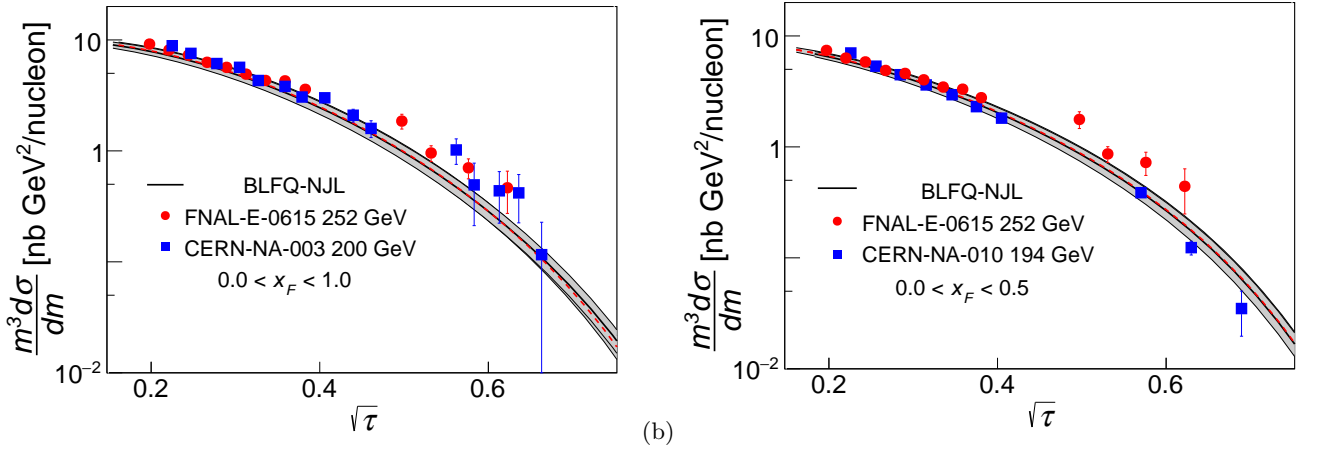 10
1
10⁻²
m³dσ/dm [nb GeV²/nucleon]
BLFQ-NJL
FNAL-E-0615 252 GeV
CERN-NA-003 200 GeV
0.0 < x_F < 1.0
0.2 0.4 0.6
√τ
(b)
10
1
10⁻²
m³dσ/dm [nb GeV²/nucleon]
BLFQ-NJL
FNAL-E-0615 252 GeV
CERN-NA-010 194 GeV
0.0 < x_F < 0.5
0.2 0.4 0.6
√τ